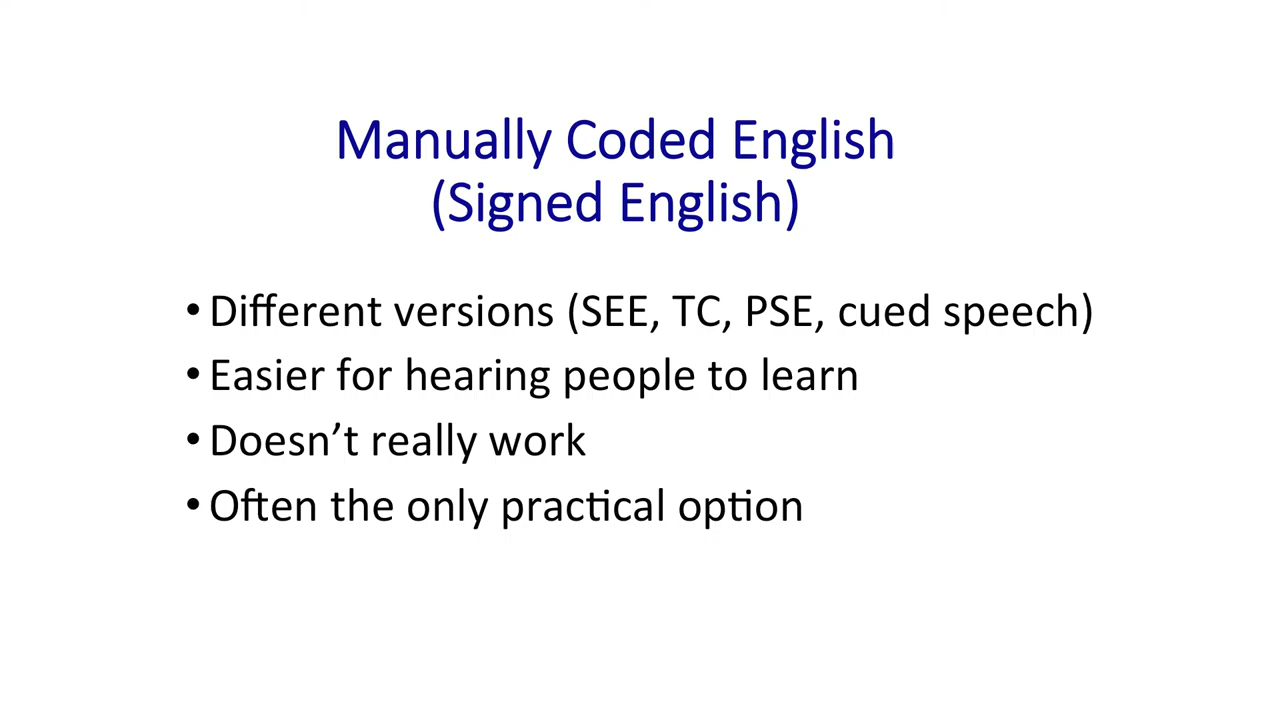 Manually Coded English
(Signed English)
• Different versions (SEE, TC, PSE, cued speech)
• Easier for hearing people to learn
• Doesn’t really work
• Often the only practical option